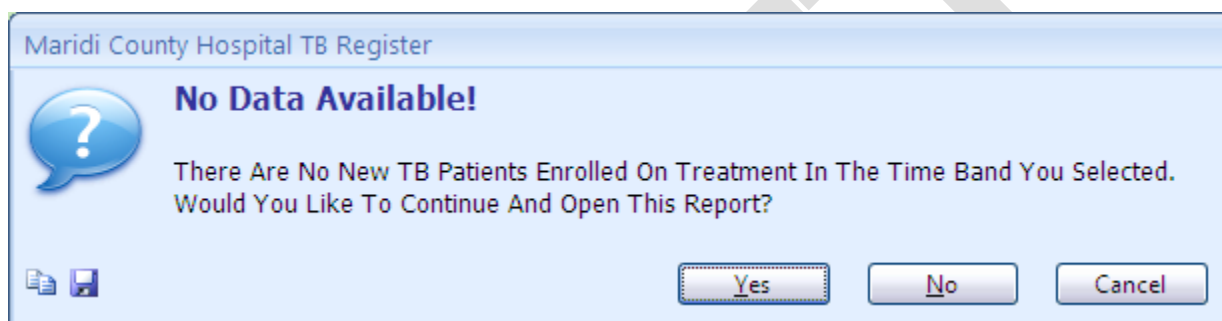 Maridi County Hospital TB Register
No Data Available!
There Are No New TB Patients Enrolled On Treatment In The Time Band You Selected.
Would You Like To Continue And Open This Report?
Yes No Cancel